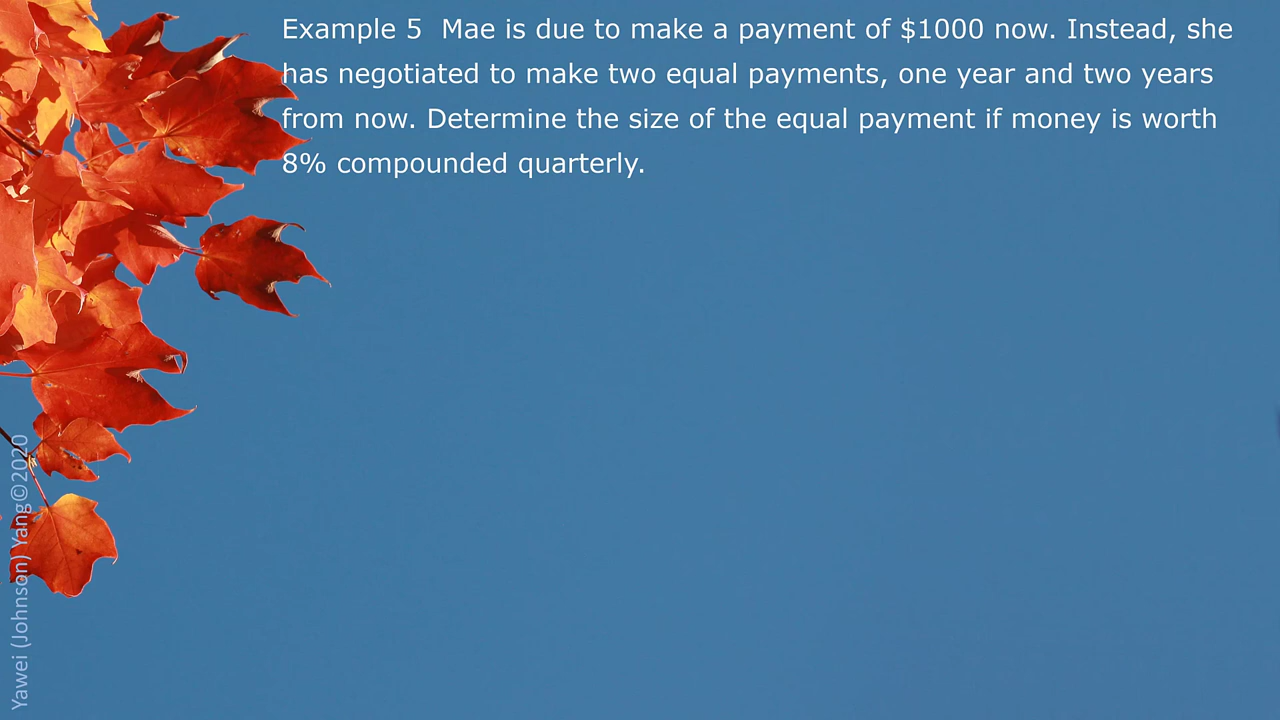 Example 5  Mae is due to make a payment of $1000 now. Instead, she
has negotiated to make two equal payments, one year and two years
from now. Determine the size of the equal payment if money is worth
8% compounded quarterly.
Yawei (Johnson) Yang©2020